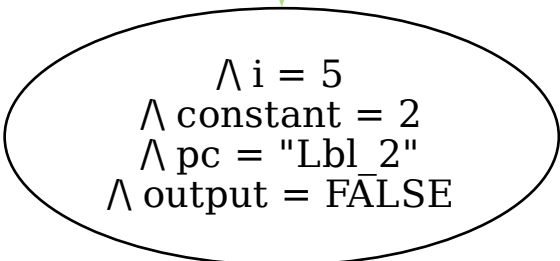 /\ i = 5
/\ constant = 2
/\ pc = "Lbl_2"
/\ output = FALSE